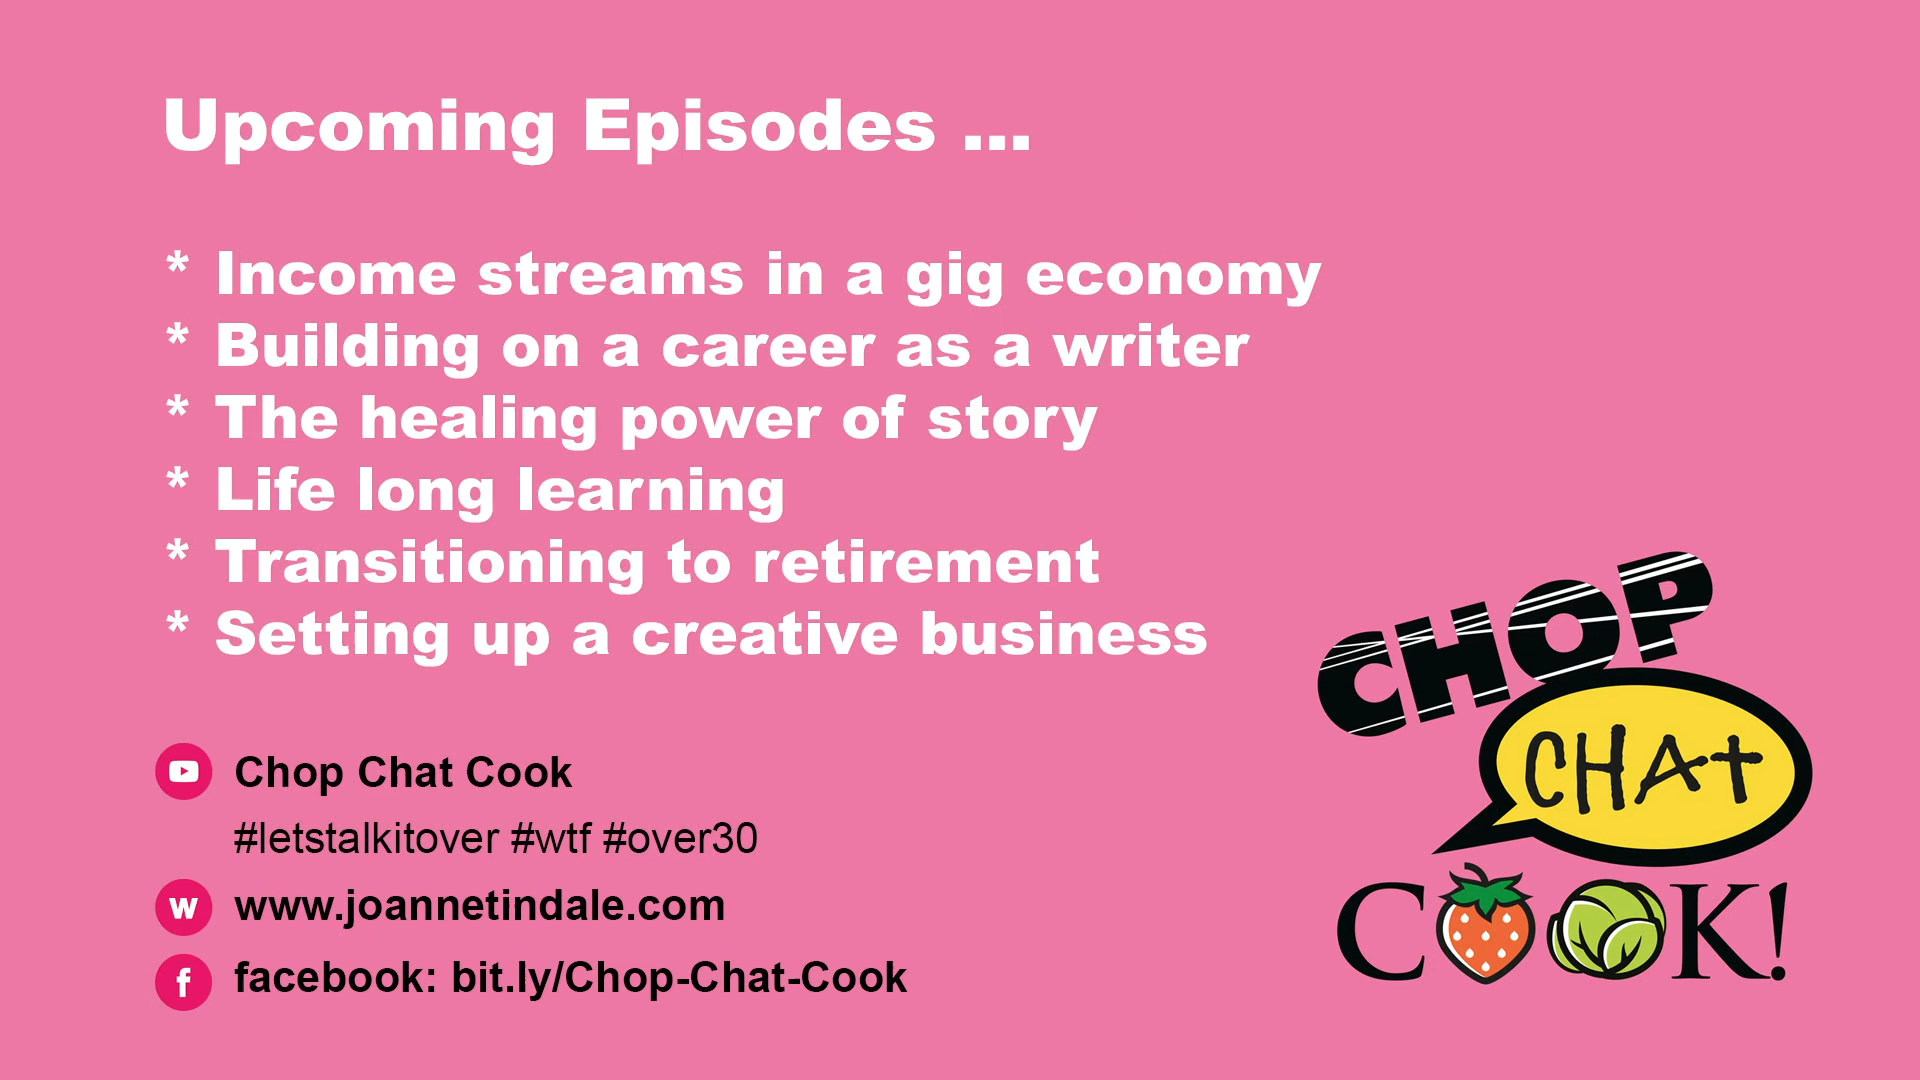 Upcoming Episodes ...
* Income streams in a gig economy
* Building on a career as a writer
* The healing power of story
* Life long learning
* Transitioning to retirement
* Setting up a creative business
Chop Chat Cook
#letstalkitover #wtf #over30
W www.joannetindale.com
f facebook: bit.ly/Chop-Chat-Cook
CHOP
CHAt
COOK!